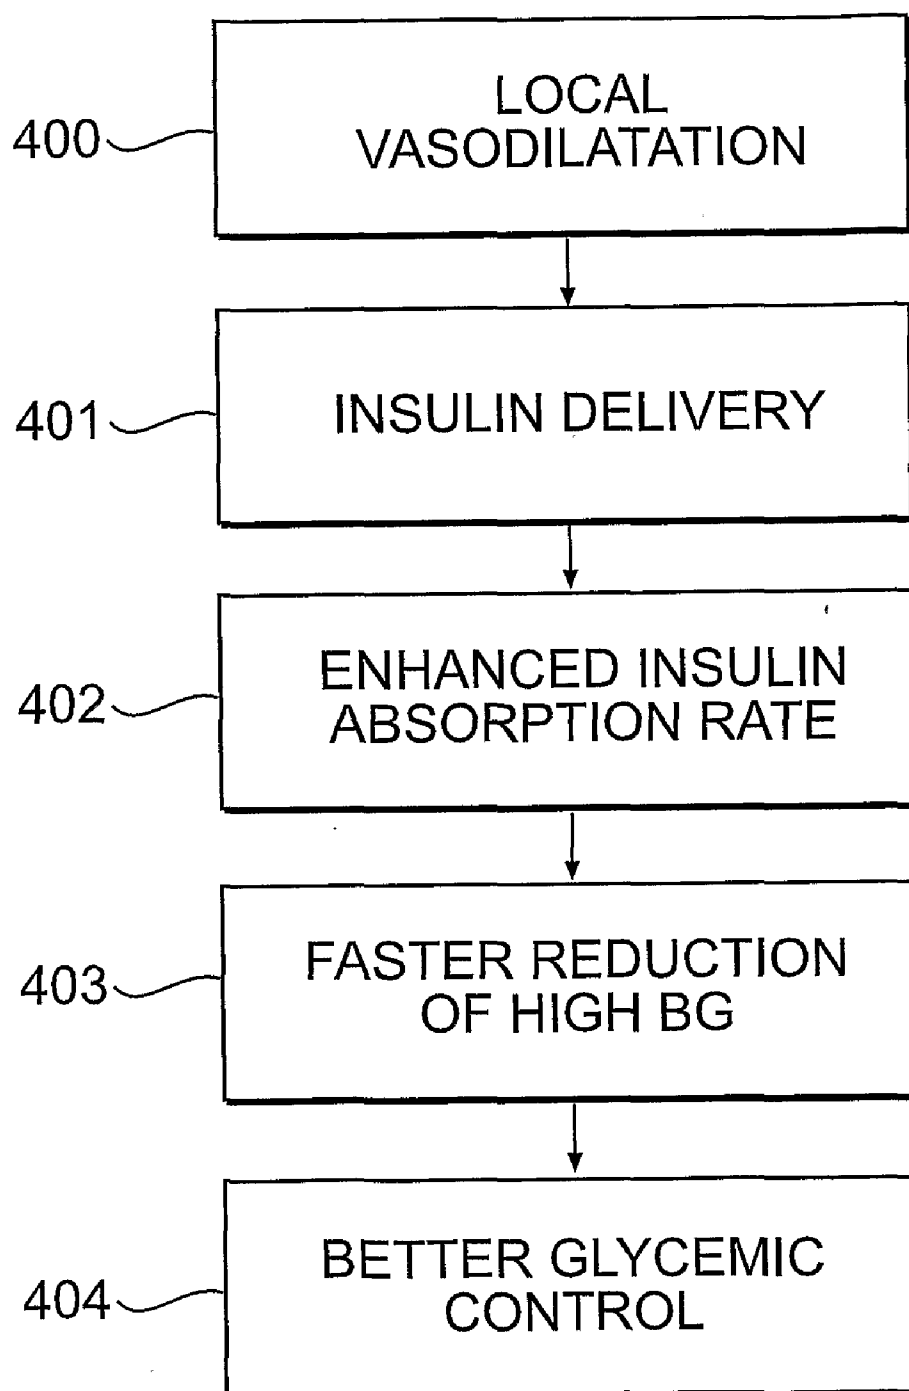 400
LOCAL
VASODILATATION
401
INSULIN DELIVERY
402
ENHANCED INSULIN
ABSORPTION RATE
403
FASTER REDUCTION
OF HIGH BG
404
BETTER GLYCEMIC
CONTROL